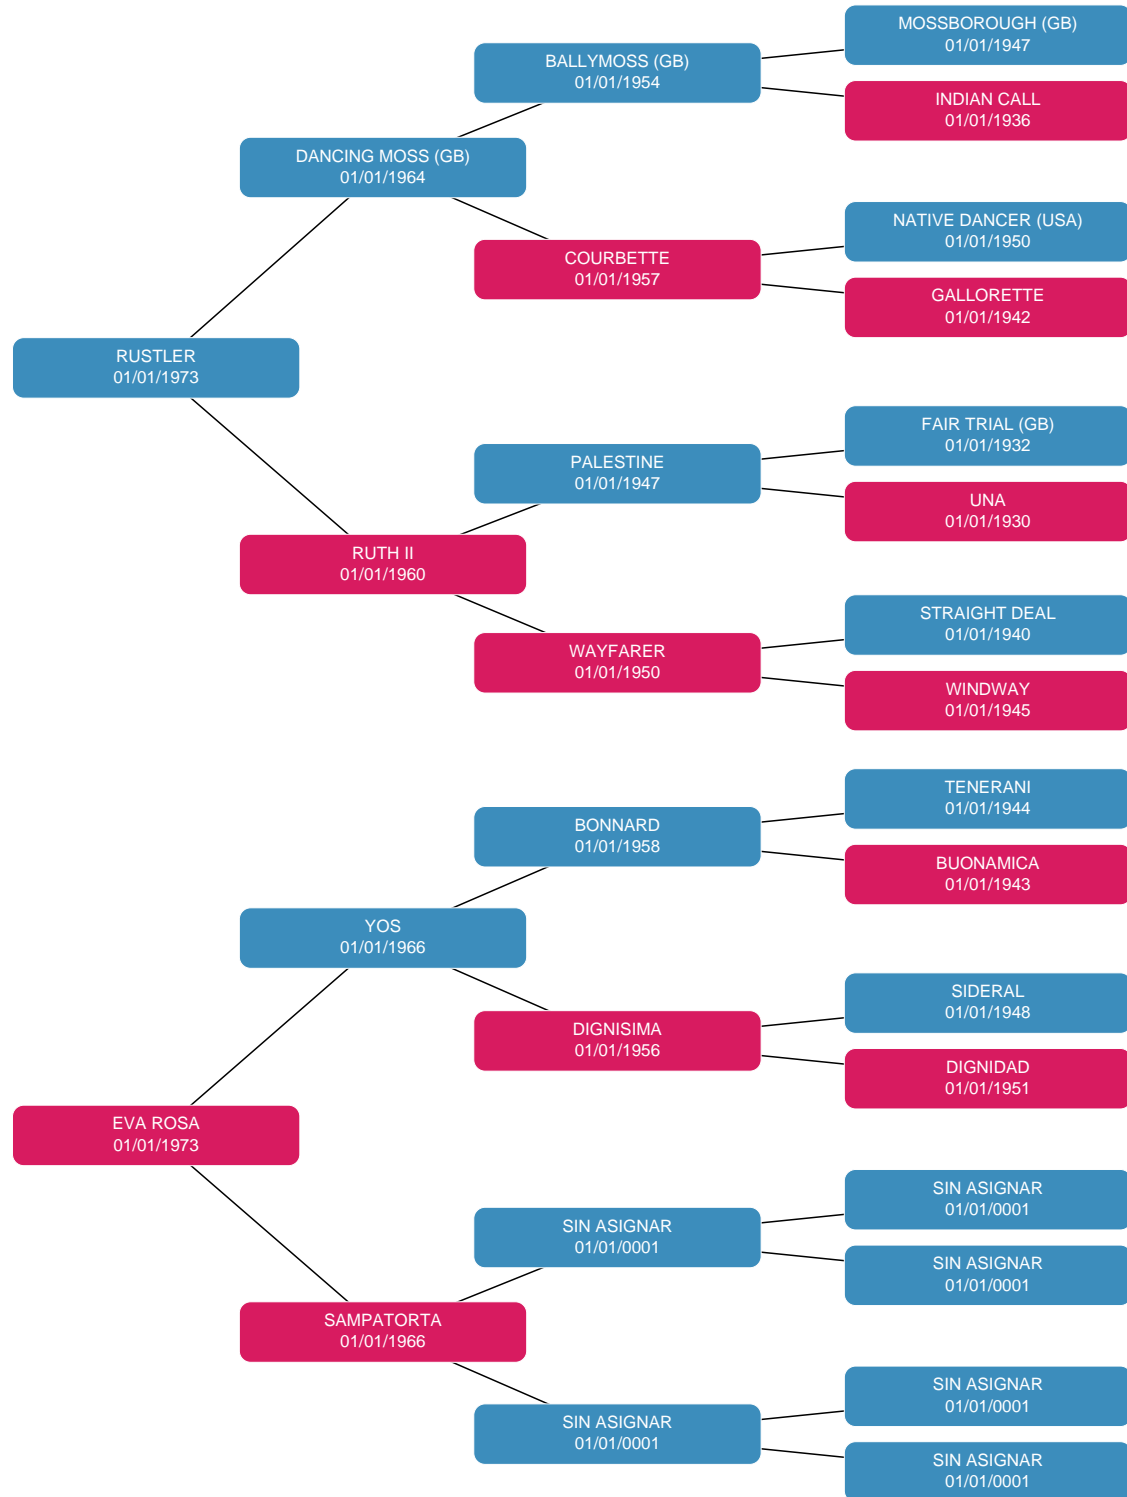 MOSSBOROUGH (GB)
01/01/1947
BALLYMOSS (GB)
01/01/1954
INDIAN CALL
01/01/1936
DANCING MOSS (GB)
01/01/1964
NATIVE DANCER (USA)
01/01/1950
COURBETTE
01/01/1957
GALLORETTE
01/01/1942
RUSTLER
01/01/1973
FAIR TRIAL (GB)
01/01/1932
PALESTINE
01/01/1947
UNA
01/01/1930
RUTH II
01/01/1960
STRAIGHT DEAL
01/01/1940
WAYFARER
01/01/1950
WINDWAY
01/01/1945
TENERANI
01/01/1944
BONNARD
01/01/1958
BUONAMICA
01/01/1943
YOS
01/01/1966
SIDERAL
01/01/1948
DIGNISIMA
01/01/1956
DIGNIDAD
01/01/1951
EVA ROSA
01/01/1973
SIN ASIGNAR
01/01/0001
SIN ASIGNAR
01/01/0001
SIN ASIGNAR
01/01/0001
SAMPATORTA
01/01/1966
SIN ASIGNAR
01/01/0001
SIN ASIGNAR
01/01/0001
SIN ASIGNAR
01/01/0001